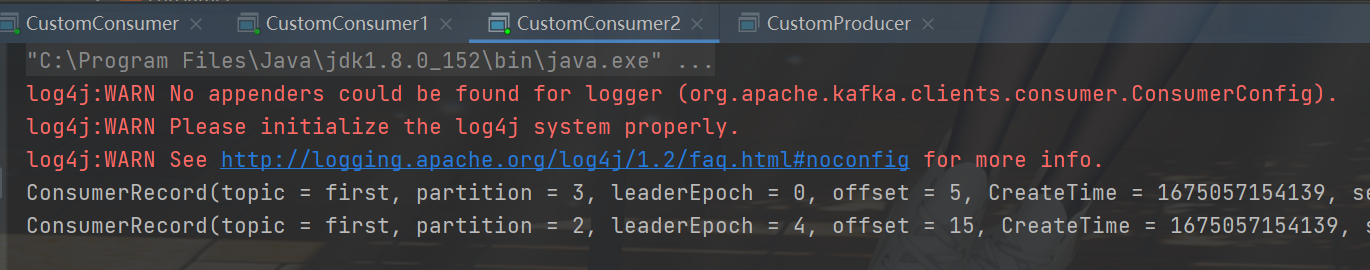 CustomConsumer CustomConsumer1 CustomConsumer2 CustomProducer
"C:\Program Files\Java\jdk1.8.0_152\bin\java.exe" ...
log4j:WARN No appenders could be found for logger (org.apache.kafka.clients.consumer.ConsumerConfig).
log4j:WARN Please initialize the log4j system properly.
log4j:WARN See http://logging.apache.org/log4j/1.2/faq.html#noconfig for more info.
ConsumerRecord(topic = first, partition = 3, leaderEpoch = 0, offset = 5, CreateTime = 1675057154139, se
ConsumerRecord(topic = first, partition = 2, leaderEpoch = 4, offset = 15, CreateTime = 1675057154139,